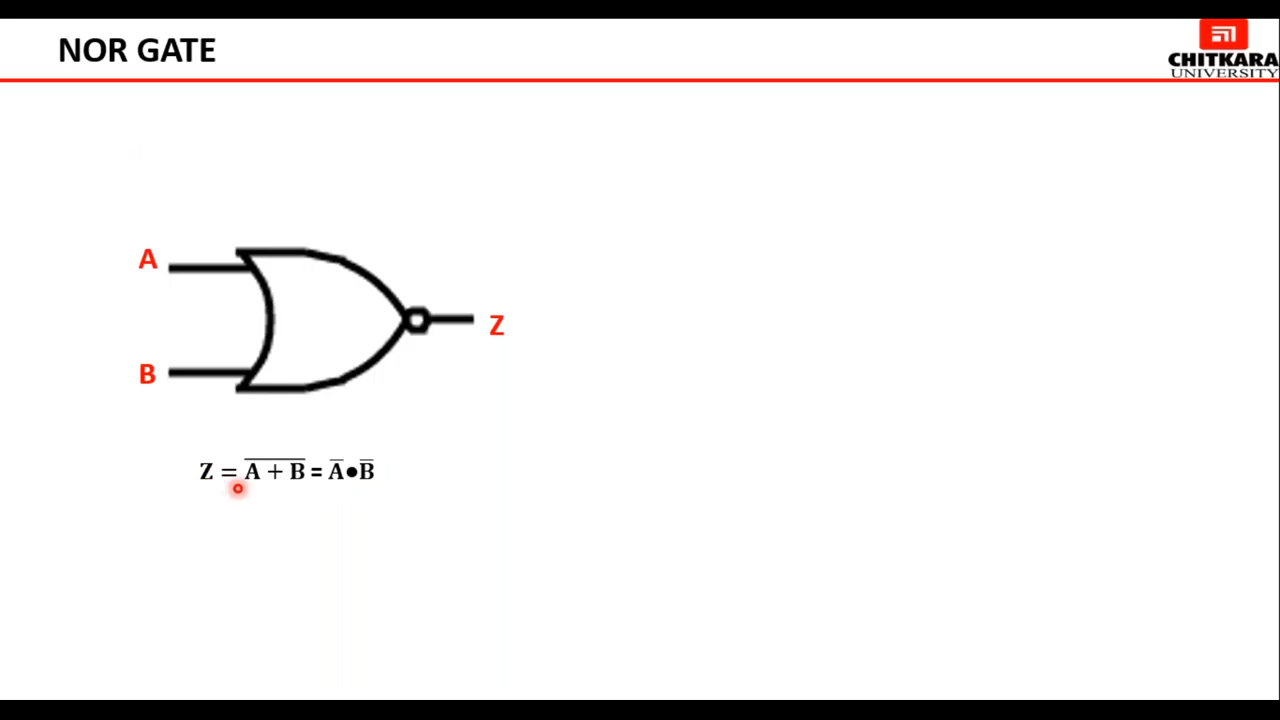 NOR GATE
CHITKARA
UNIVERSITY
A
Z
B
Z = A̅ ̅+̅ ̅B̅ = A̅●B̅